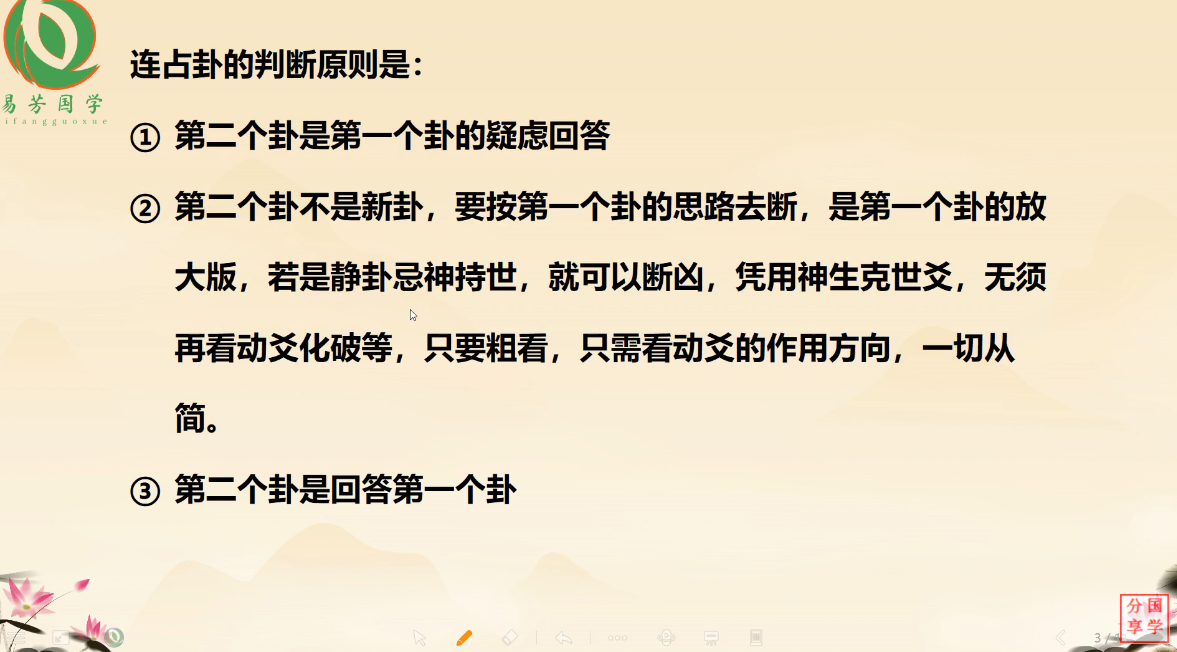 易芳国学
ifangguoxue
连占卦的判断原则是：
① 第二个卦是第一个卦的疑虑回答
② 第二个卦不是新卦，要按第一个卦的思路去断，是第一个卦的放
大版，若是静卦忌神持世，就可以断凶，凭用神生克世爻，无须
再看动爻化破等，只要粗看，只需看动爻的作用方向，一切从
简。
③ 第二个卦是回答第一个卦
分国
享学
3 /